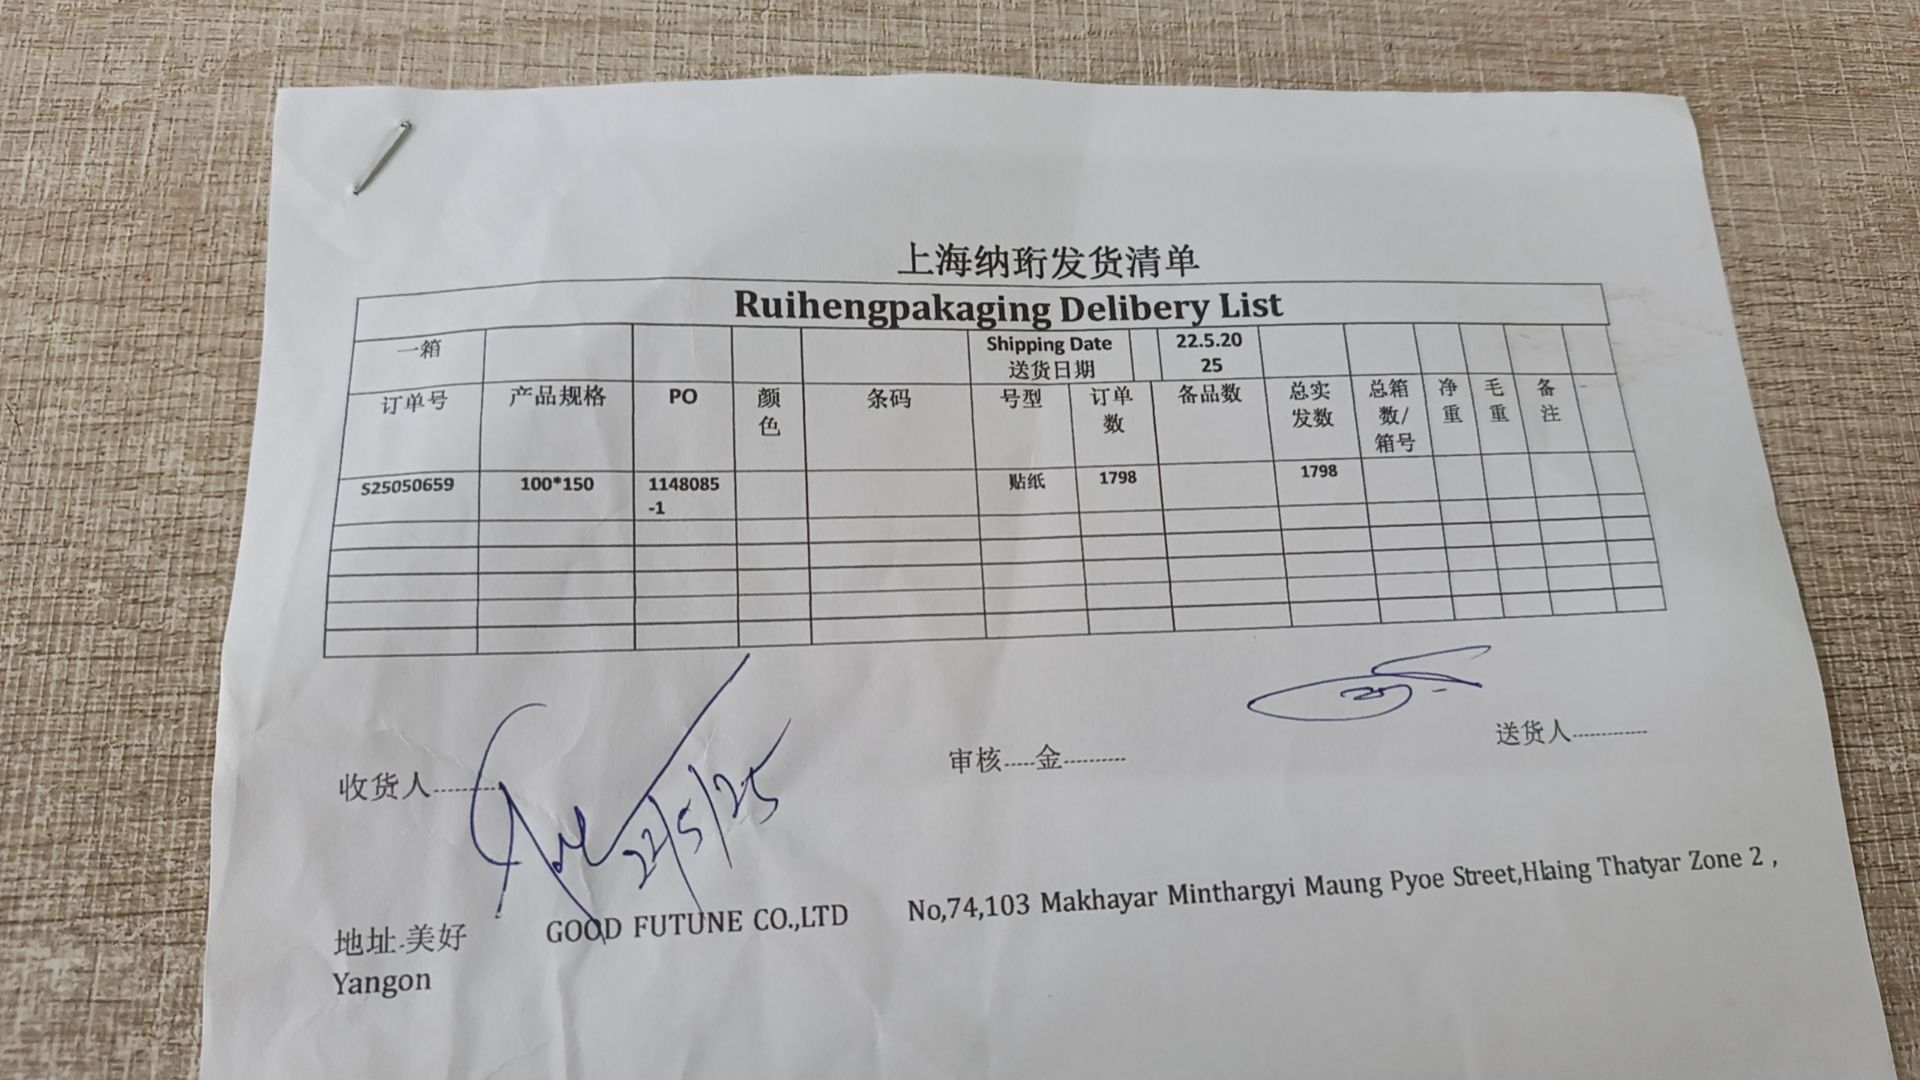 上海纳珩发货清单
Ruihengpakaging Delibery List
一箱 Shipping Date 送货日期 22.5.2025
订单号 产品规格 PO 颜色 条码 号型 订单数 备品数 总实发数 总箱数/箱号 净重 毛重 备注
S25050659 100*150 1148085-1 贴纸 1798 1798
收货人.......... 审核.....金.......... 送货人............
22/5/25
地址.美好 GOOD FUTUNE CO.,LTD No,74,103 Makhayar Minthargyi Maung Pyoe Street,Hlaing Thatyar Zone 2 ,
Yangon